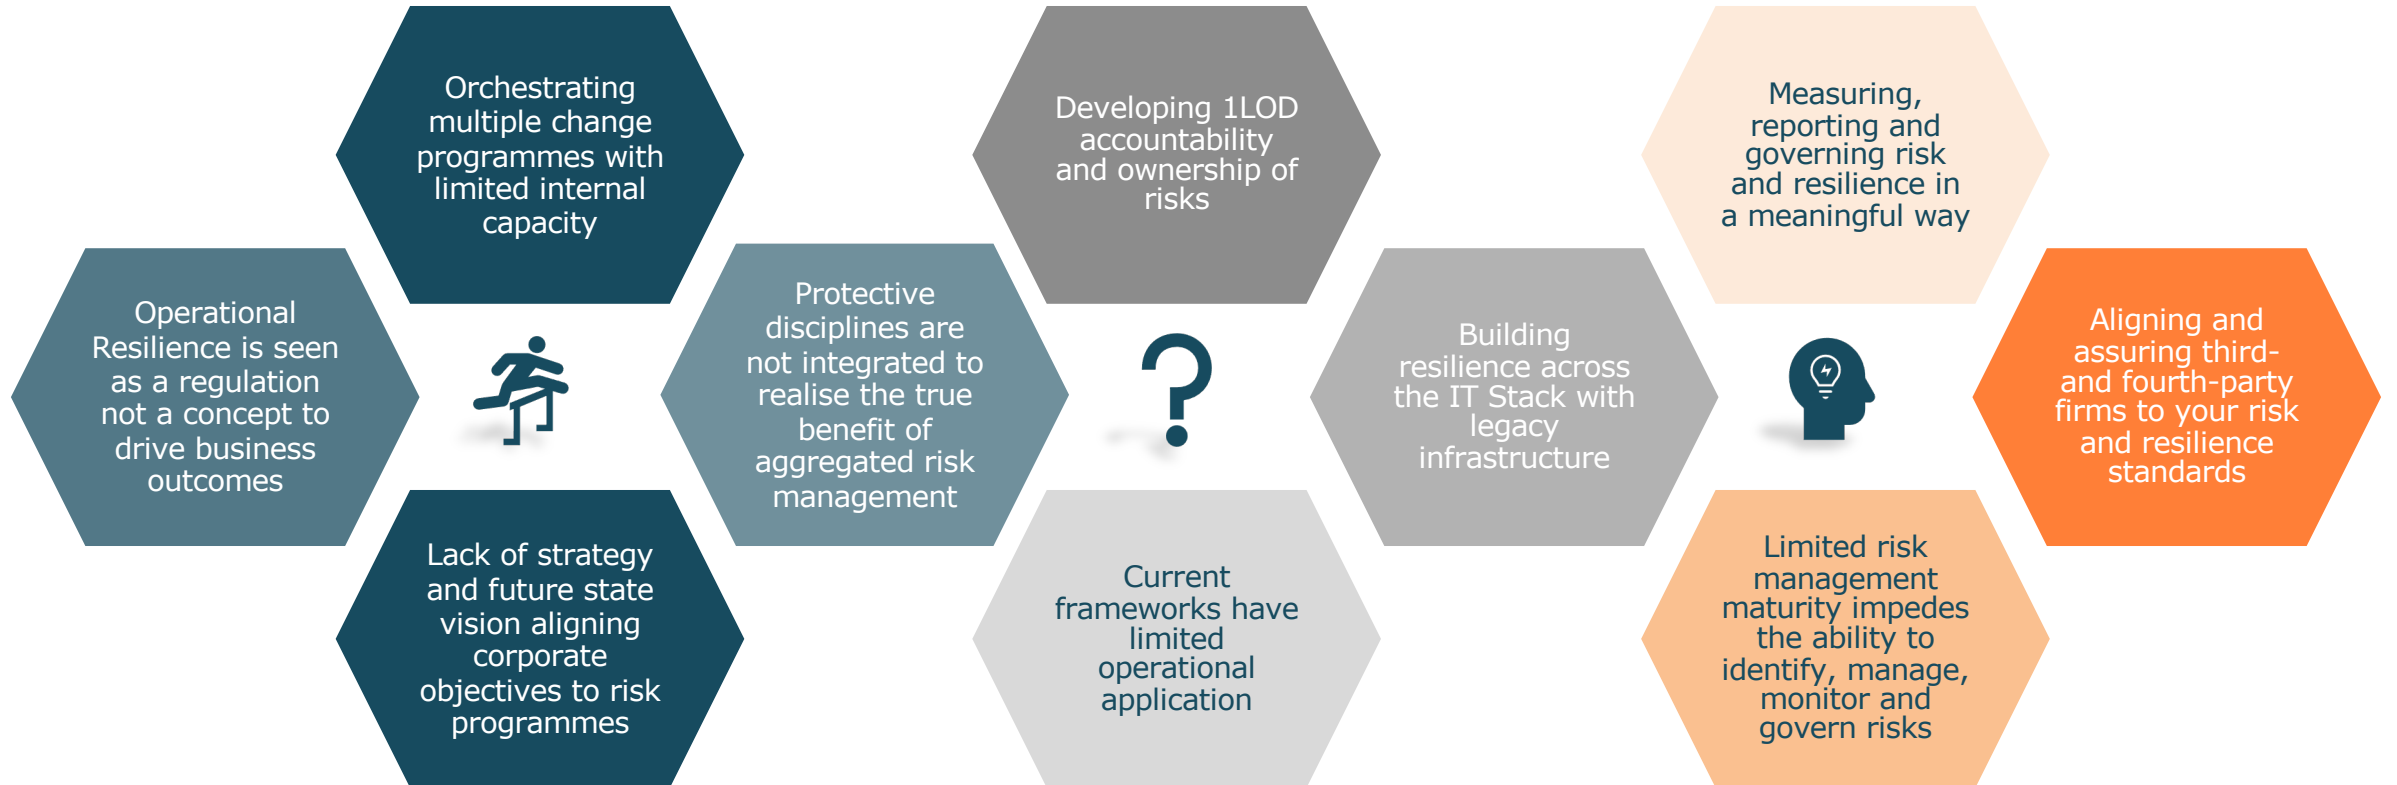 Orchestrating
multiple change
programmes with
limited internal
capacity
Developing 1LOD
accountability
and ownership of
risks
Measuring,
reporting and
governing risk
and resilience in
a meaningful way
Operational
Resilience is seen
as a regulation
not a concept to
drive business
outcomes
Protective
disciplines are
not integrated to
realise the true
benefit of
aggregated risk
management
Building
resilience across
the IT Stack with
legacy
infrastructure
Aligning and
assuring third-
and fourth-party
firms to your risk
and resilience
standards
Lack of strategy
and future state
vision aligning
corporate
objectives to risk
programmes
Current
frameworks have
limited
operational
application
Limited risk
management
maturity impedes
the ability to
identify, manage,
monitor and
govern risks